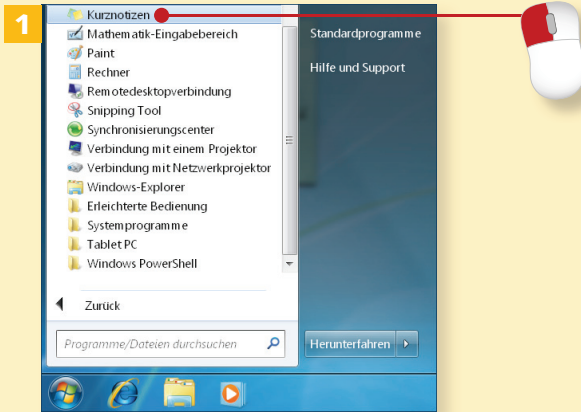 1
Kurznotizen
Mathematik-Eingabebereich
Paint
Rechner
Remotedesktopverbindung
Snipping Tool
Synchronisierungscenter
Verbindung mit einem Projektor
Verbindung mit Netzwerkprojektor
Windows-Explorer
Erleichterte Bedienung
Systemprogramme
Tablet PC
Windows PowerShell
Zurück
Programme/Dateien durchsuchen
Standardprogramme
Hilfe und Support
Herunterfahren